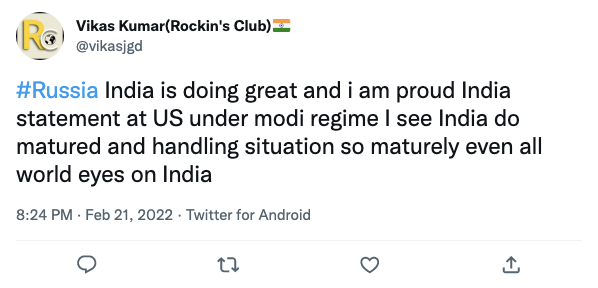 Vikas Kumar(Rockin's Club)🇮🇳
@vikasjgd
#Russia India is doing great and i am proud India
statement at US under modi regime I see India do
matured and handling situation so maturely even all
world eyes on India
8:24 PM · Feb 21, 2022 · Twitter for Android